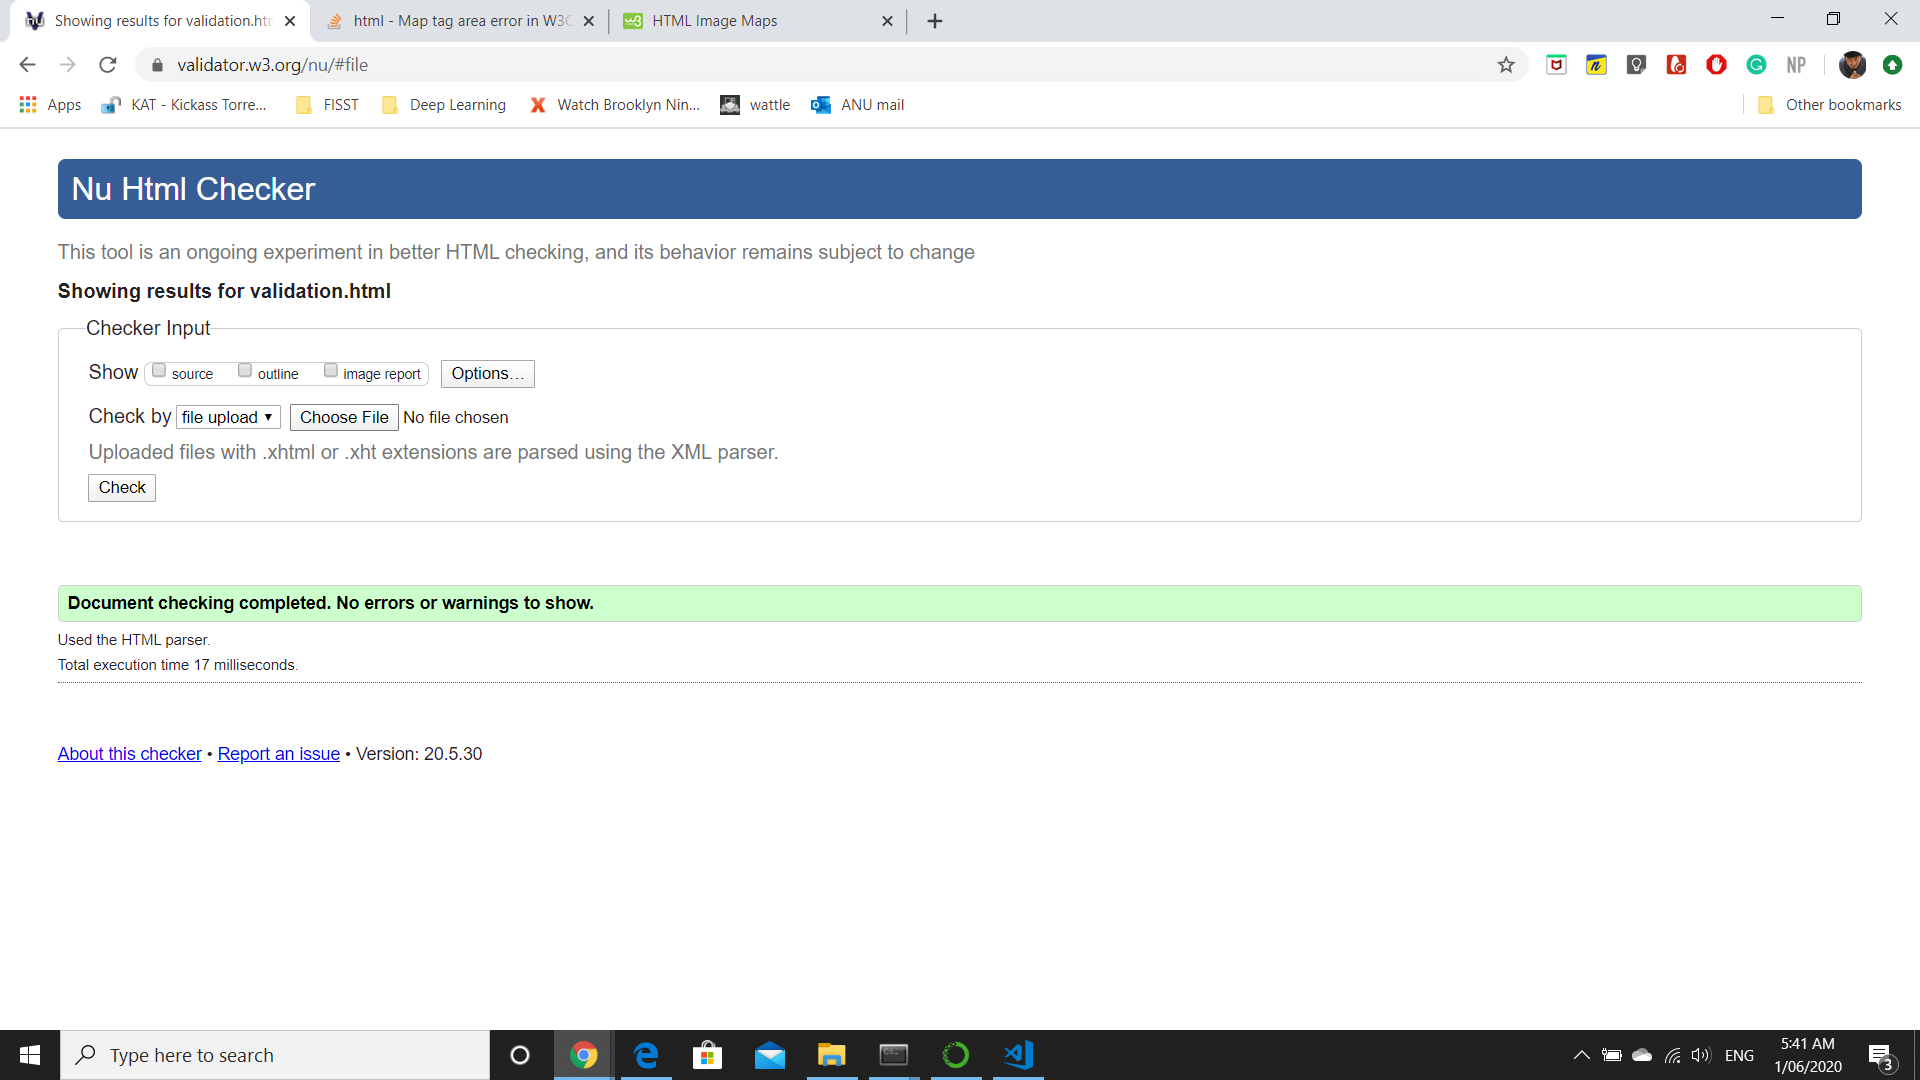 Showing results for validation.htm
html - Map tag area error in W3C
HTML Image Maps
validator.w3.org/nu/#file
NP
Apps
KAT - Kickass Torre...
FISST
Deep Learning
Watch Brooklyn Nin...
wattle
ANU mail
Other bookmarks
Nu Html Checker
This tool is an ongoing experiment in better HTML checking, and its behavior remains subject to change
Showing results for validation.html
Checker Input
Show source outline image report Options...
Check by file upload Choose File No file chosen
Uploaded files with .xhtml or .xht extensions are parsed using the XML parser.
Check
Document checking completed. No errors or warnings to show.
Used the HTML parser.
Total execution time 17 milliseconds.
About this checker • Report an issue • Version: 20.5.30
Type here to search
ENG
5:41 AM
1/06/2020
3